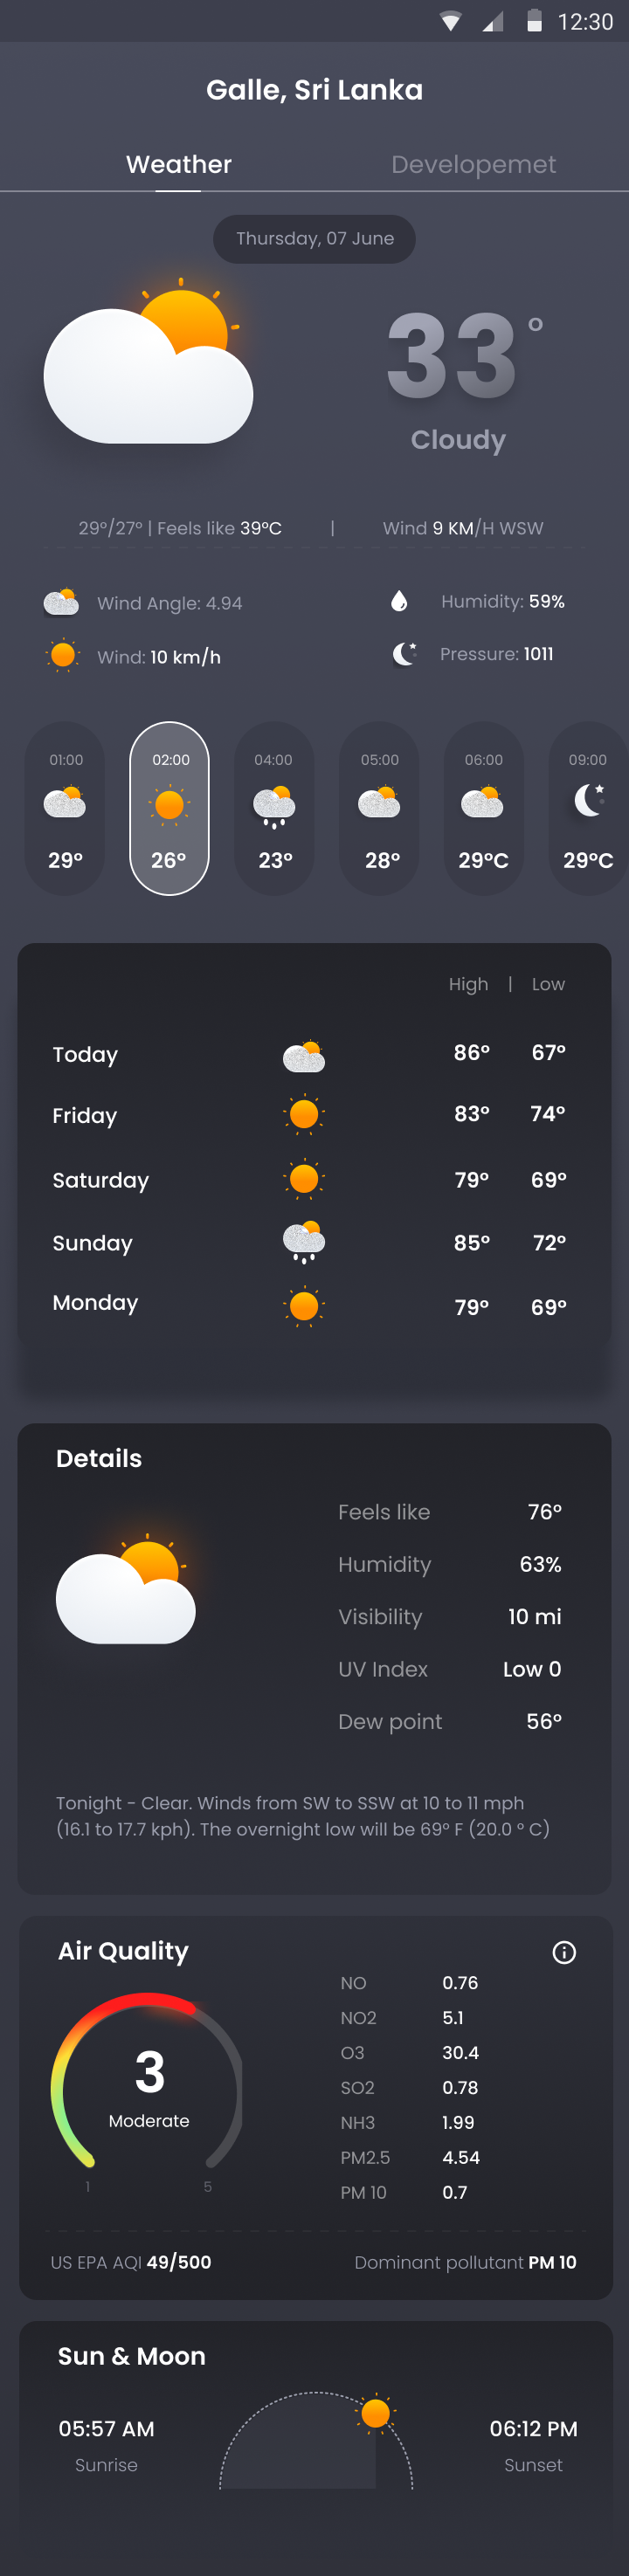 12:30
Galle, Sri Lanka
Weather Developemet
Thursday, 07 June
33°
Cloudy
29°/27° | Feels like 39°C | Wind 9 KM/H WSW
Wind Angle: 4.94 Humidity: 59%
Wind: 10 km/h Pressure: 1011
01:00 02:00 04:00 05:00 06:00 09:00
29° 26° 23° 28° 29°C 29°C
High | Low
Today 86° 67°
Friday 83° 74°
Saturday 79° 69°
Sunday 85° 72°
Monday 79° 69°
Details
Feels like 76°
Humidity 63%
Visibility 10 mi
UV Index Low 0
Dew point 56°
Tonight - Clear. Winds from SW to SSW at 10 to 11 mph
(16.1 to 17.7 kph). The overnight low will be 69° F (20.0 ° C)
Air Quality
NO 0.76
NO2 5.1
O3 30.4
SO2 0.78
NH3 1.99
PM2.5 4.54
PM 10 0.7
3
Moderate
1 5
US EPA AQI 49/500 Dominant pollutant PM 10
Sun & Moon
05:57 AM 06:12 PM
Sunrise Sunset